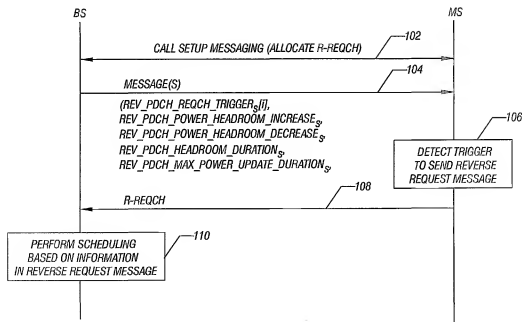 BS
MS
102
CALL SETUP MESSAGING (ALLOCATE R-REQCH)
104
MESSAGE(S)
(REV_PDCH_REQCH_TRIGGERS[i],
REV_PDCH_POWER_HEADROOM_INCREASES,
REV_PDCH_POWER_HEADROOM_DECREASES,
REV_PDCH_HEADROOM_DURATIONS,
REV_PDCH_MAX_POWER_UPDATE_DURATIONS,
106
DETECT TRIGGER
TO SEND REVERSE
REQUEST MESSAGE
108
R-REQCH
110
PERFORM SCHEDULING
BASED ON INFORMATION
IN REVERSE REQUEST MESSAGE